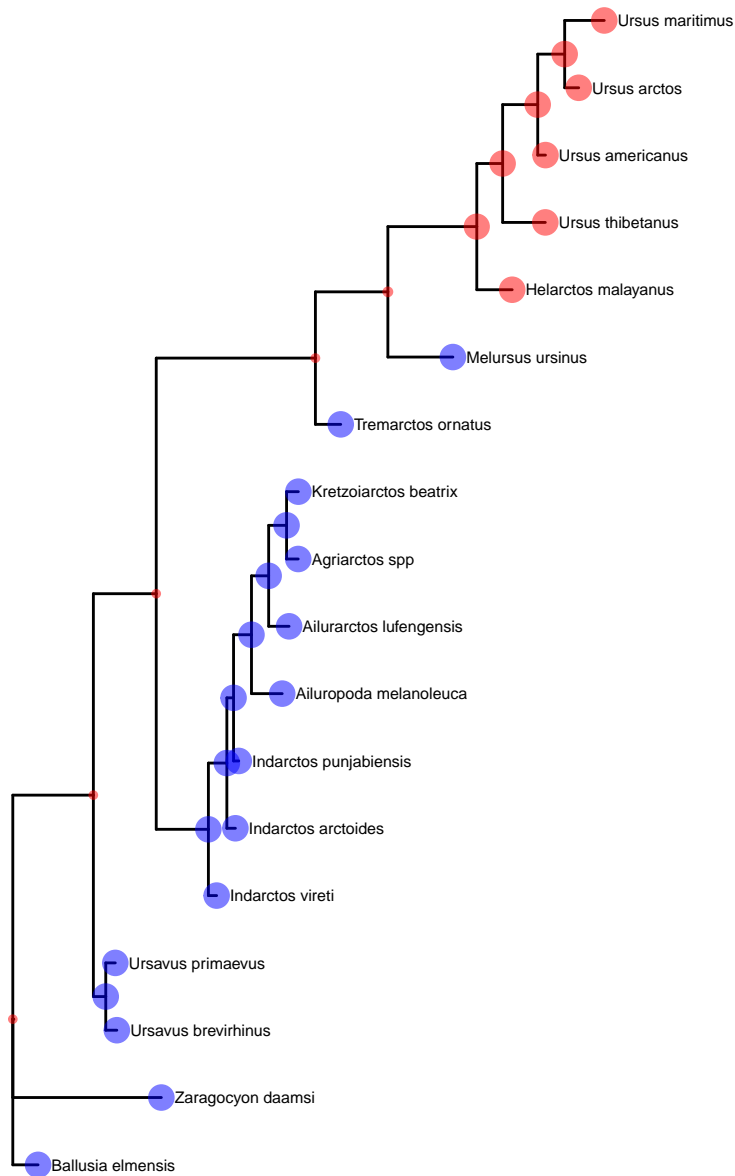 Ursus maritimus
Ursus arctos
Ursus americanus
Ursus thibetanus
Helarctos malayanus
Melursus ursinus
Tremarctos ornatus
Kretzoiarctos beatrix
Agriarctos spp
Ailurarctos lufengensis
Ailuropoda melanoleuca
Indarctos punjabiensis
Indarctos arctoides
Indarctos vireti
Ursavus primaevus
Ursavus brevirhinus
Zaragocyon daamsi
Ballusia elmensis